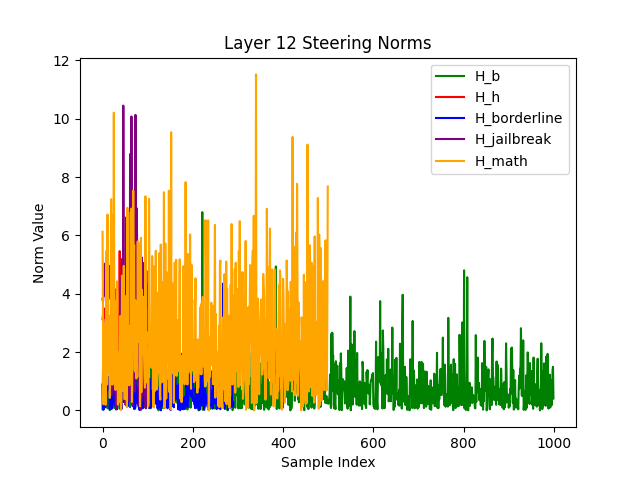 Layer 12 Steering Norms
12
10
8
6
4
2
0
Norm Value
H_b
H_h
H_borderline
H_jailbreak
H_math
0 200 400 600 800 1000
Sample Index